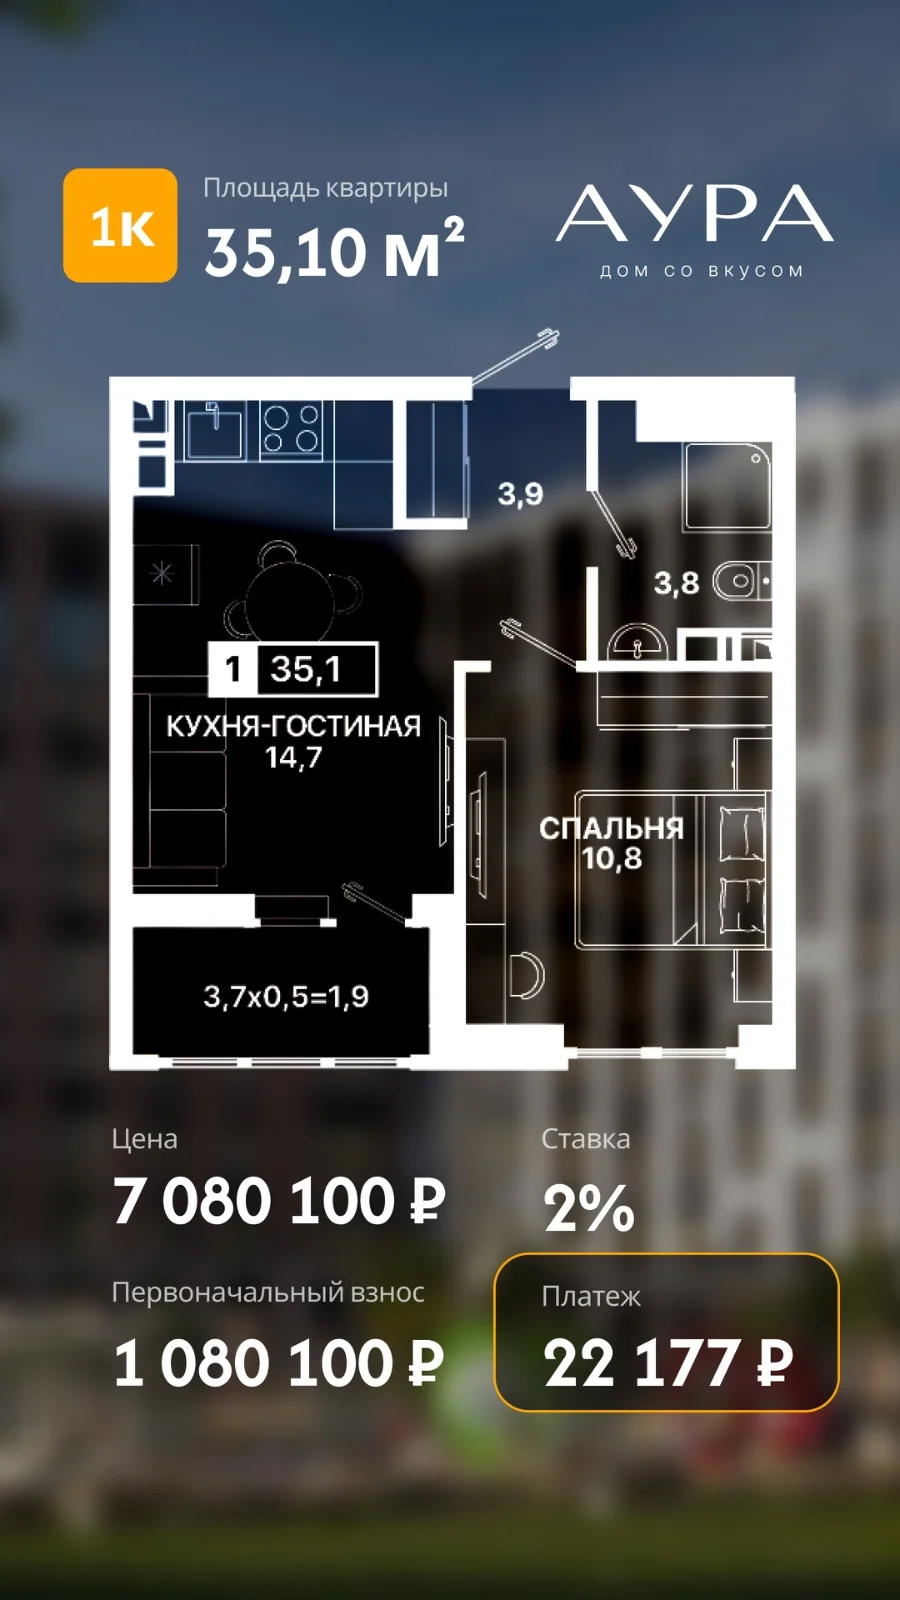 1к
Площадь квартиры
35,10 м²
АУРА
дом со вкусом
3,9
3,8
1 35,1
КУХНЯ-ГОСТИНАЯ
14,7
СПАЛЬНЯ
10,8
3,7х0,5=1,9
Цена
7 080 100 ₽
Ставка
2%
Первоначальный взнос
1 080 100 ₽
Платеж
22 177 ₽